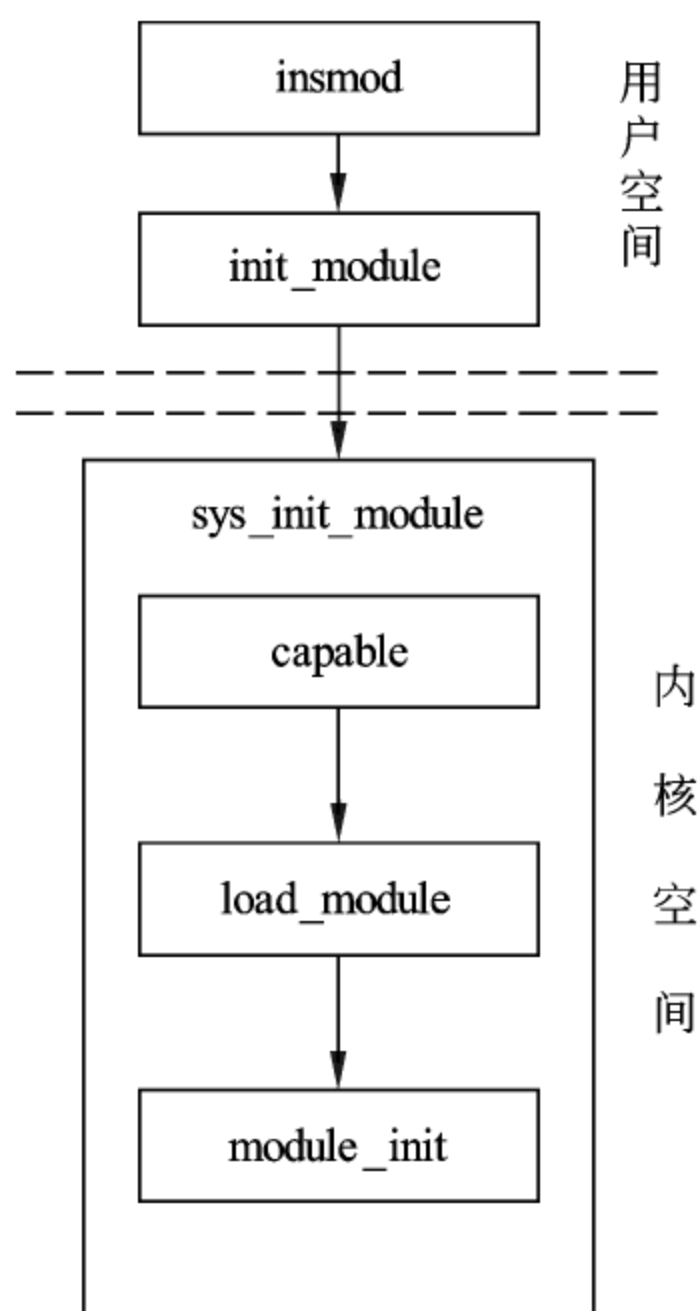 insmod
用户空间
init_module
sys_init_module
capable
内核空间
load_module
module_init